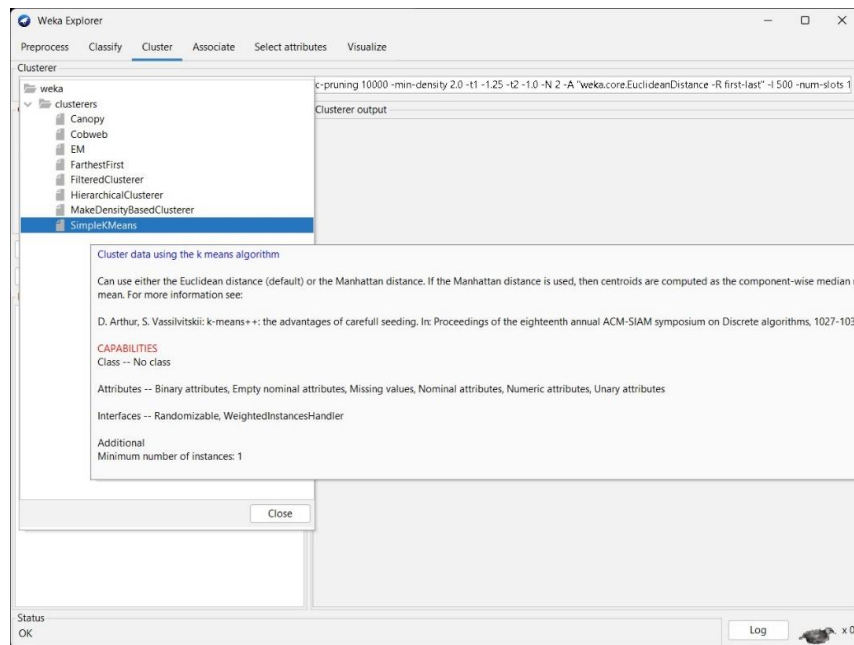 Weka Explorer
Preprocess Classify Cluster Associate Select attributes Visualize
Clusterer
c-pruning 10000 -min-density 2.0 -t1 -1.25 -t2 -1.0 -N 2 -A "weka.core.EuclideanDistance -R first-last" -I 500 -num-slots 1
weka
clusterers
Canopy
Cobweb
EM
FarthestFirst
FilteredClusterer
HierarchicalClusterer
MakeDensityBasedClusterer
SimpleKMeans
Clusterer output
Cluster data using the k means algorithm
Can use either the Euclidean distance (default) or the Manhattan distance. If the Manhattan distance is used, then centroids are computed as the component-wise median
mean. For more information see:
D. Arthur, S. Vassilvitskii: k-means++: the advantages of carefull seeding. In: Proceedings of the eighteenth annual ACM-SIAM symposium on Discrete algorithms, 1027-103
CAPABILITIES
Class -- No class
Attributes -- Binary attributes, Empty nominal attributes, Missing values, Nominal attributes, Numeric attributes, Unary attributes
Interfaces -- Randomizable, WeightedInstancesHandler
Additional
Minimum number of instances: 1
Close
Status
OK
Log
x 0